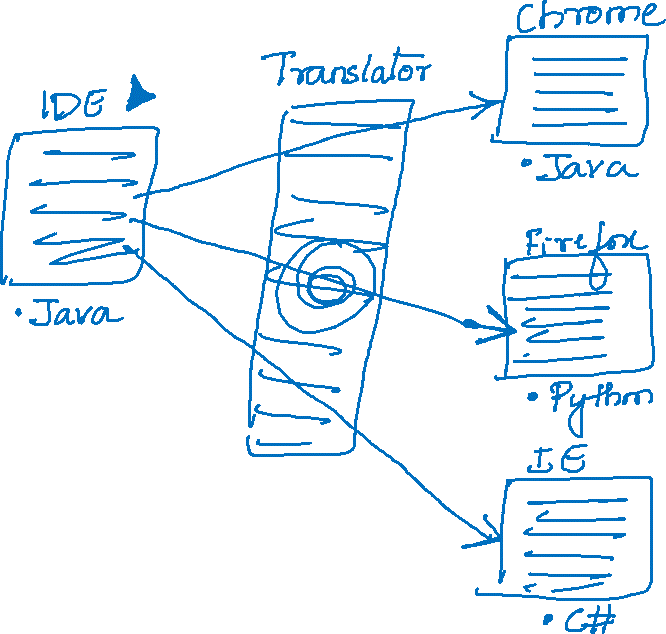 Chrome
Translator
IDE
• Java
Firefox
• Java
• Python
IE
• C#